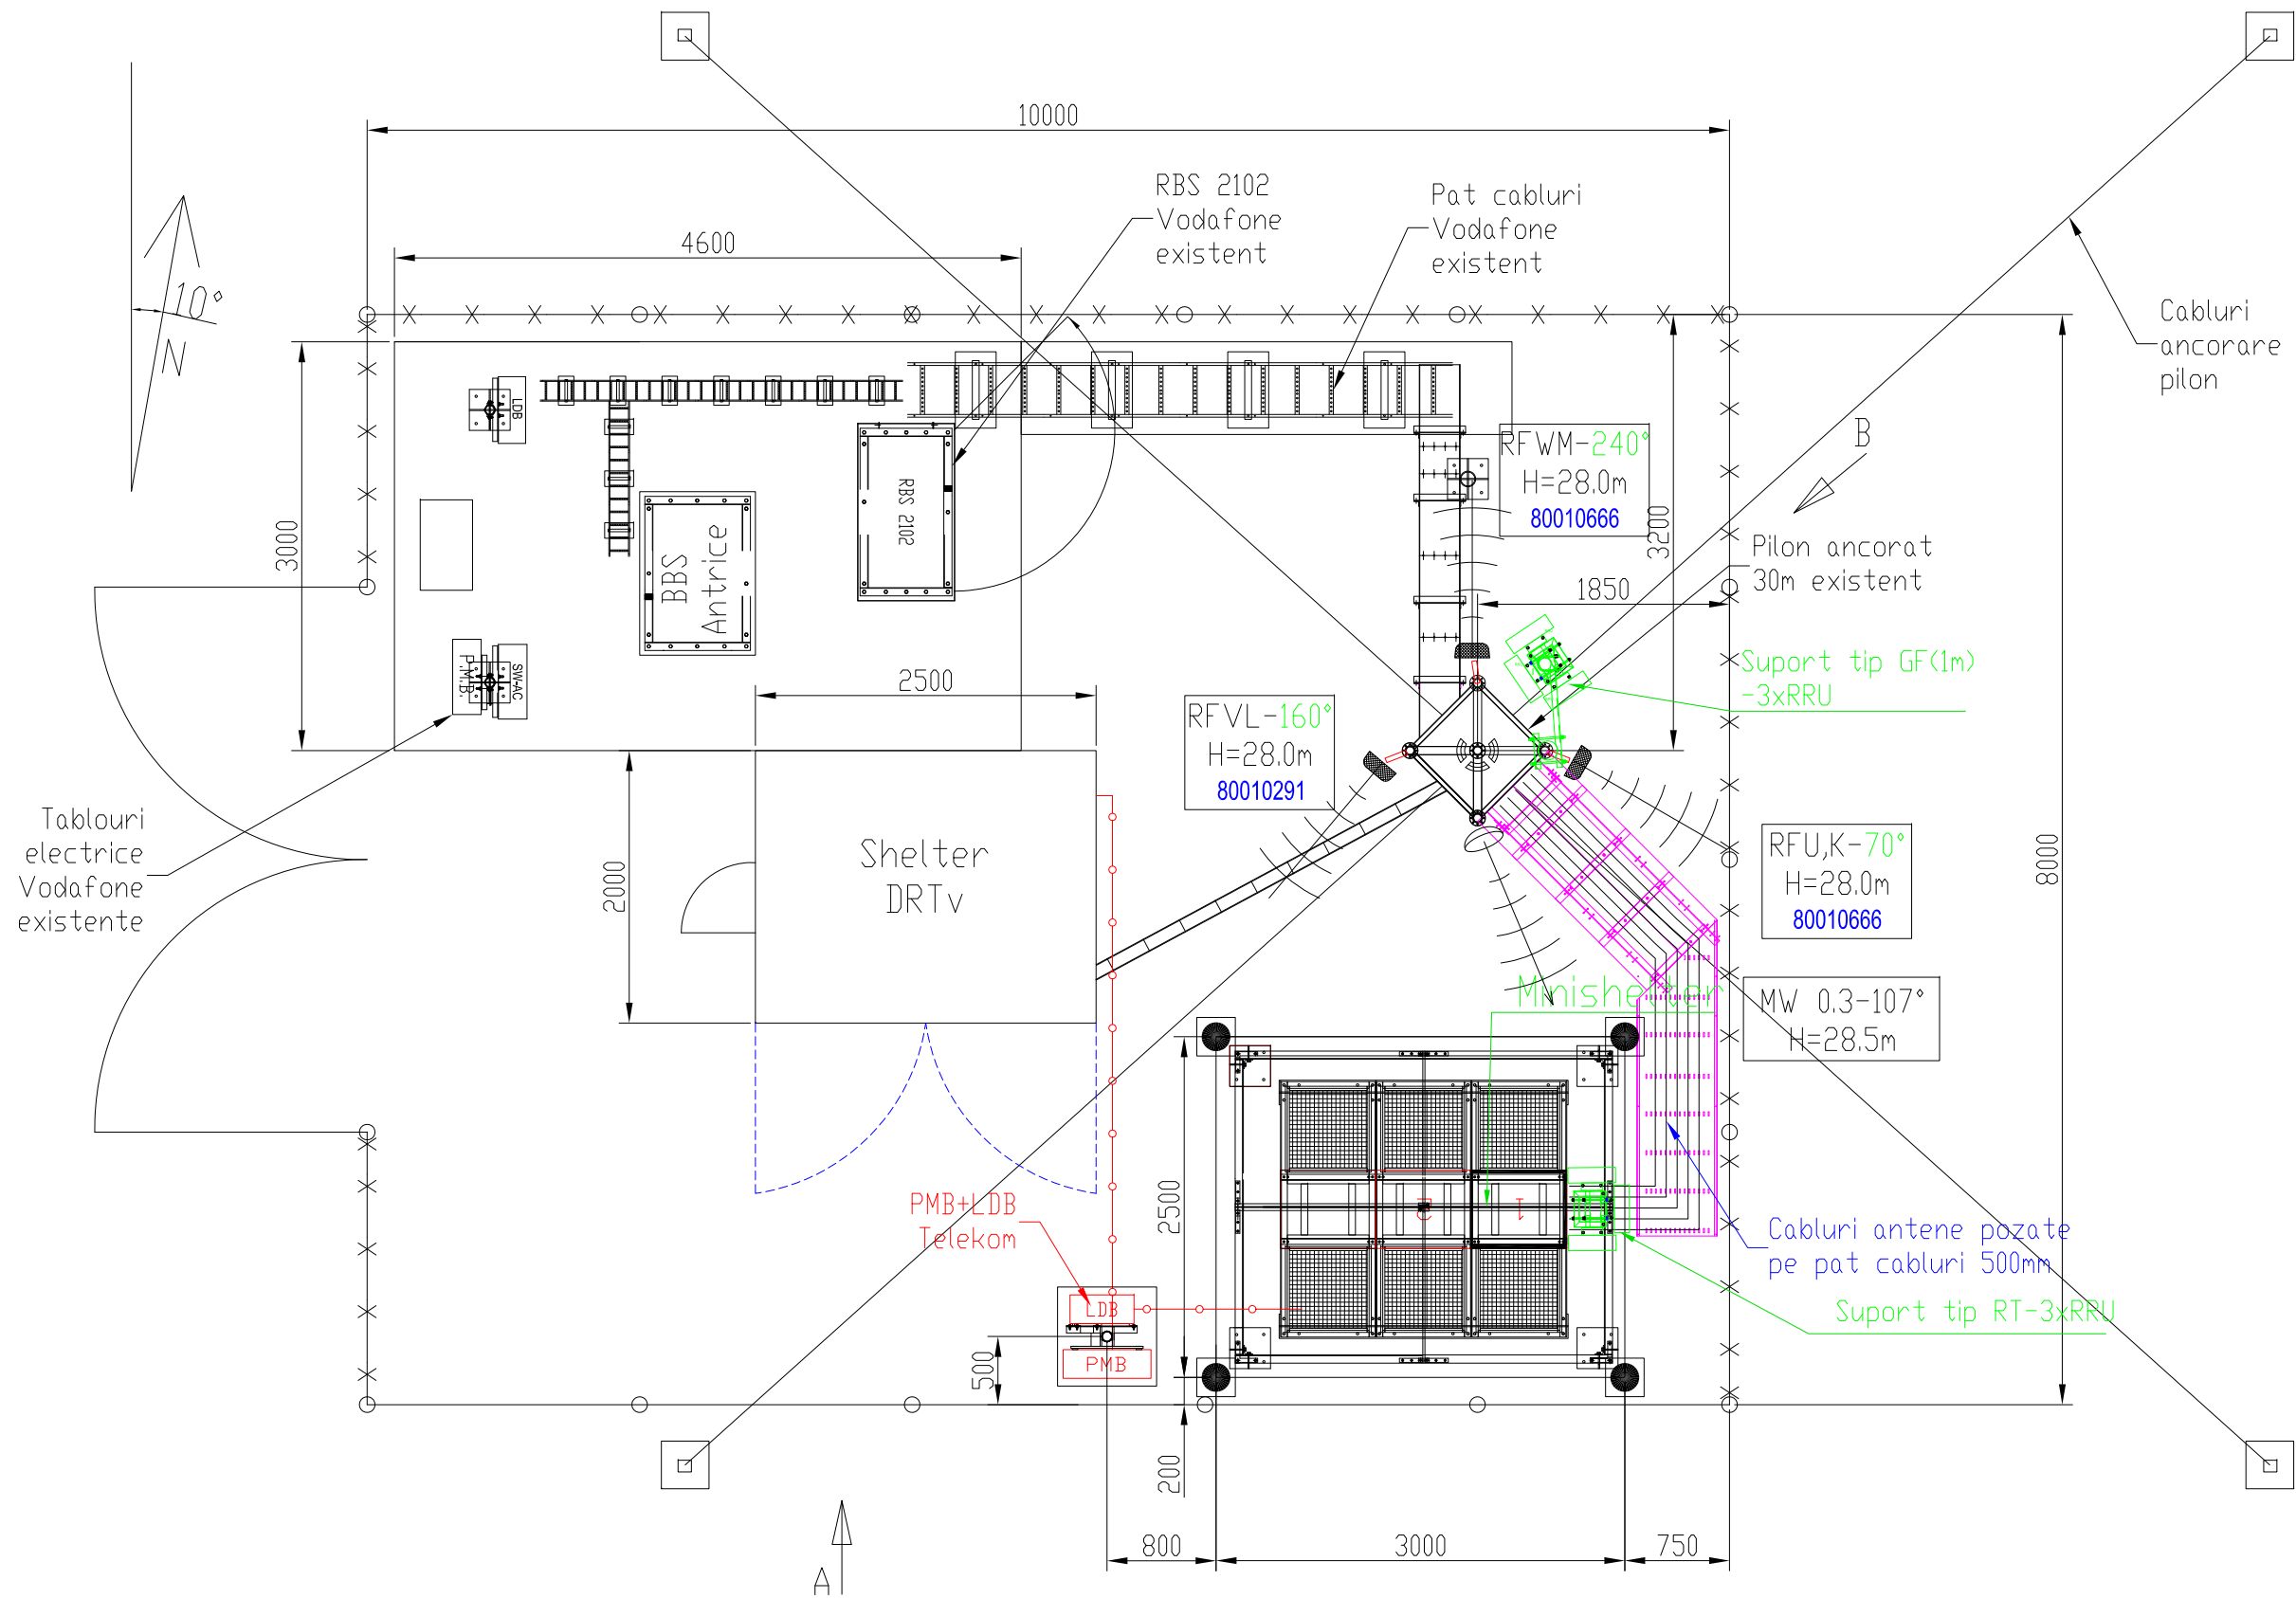 10000
RBS 2102
Vodafone
existent
Pat cabluri
Vodafone
existent
4600
10°
N
Cabluri
ancorare
pilon
B
LDB
RFWM-240°
H=28.0m
80010666
3000
RBS 2102
BBS
Antrice
3200
Pilon ancorat
30m existent
1850
P.M.B.
SW-AC
Suport tip GF(1m)
-3xRRU
2500
RFVL-160°
H=28.0m
80010291
Tablouri
electrice
Vodafone
existente
Shelter
DRTv
2000
RFU,K-70°
H=28.0m
80010666
8000
Minishelter
MW 0.3-107°
H=28.5m
PMB+LDB
Telekom
2500
1
Cabluri antene pozate
pe pat cabluri 500mm
LDB
Suport tip RT-3xRRU
PMB
500
200
800
3000
750
A